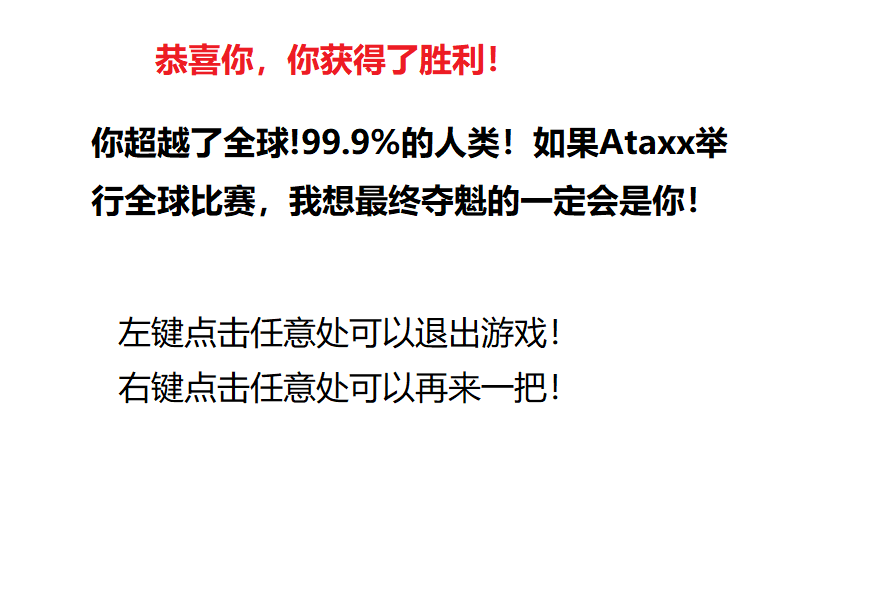 恭喜你，你获得了胜利！
你超越了全球!99.9%的人类！如果Ataxx举
行全球比赛，我想最终夺魁的一定会是你！
左键点击任意处可以退出游戏！
右键点击任意处可以再来一把！